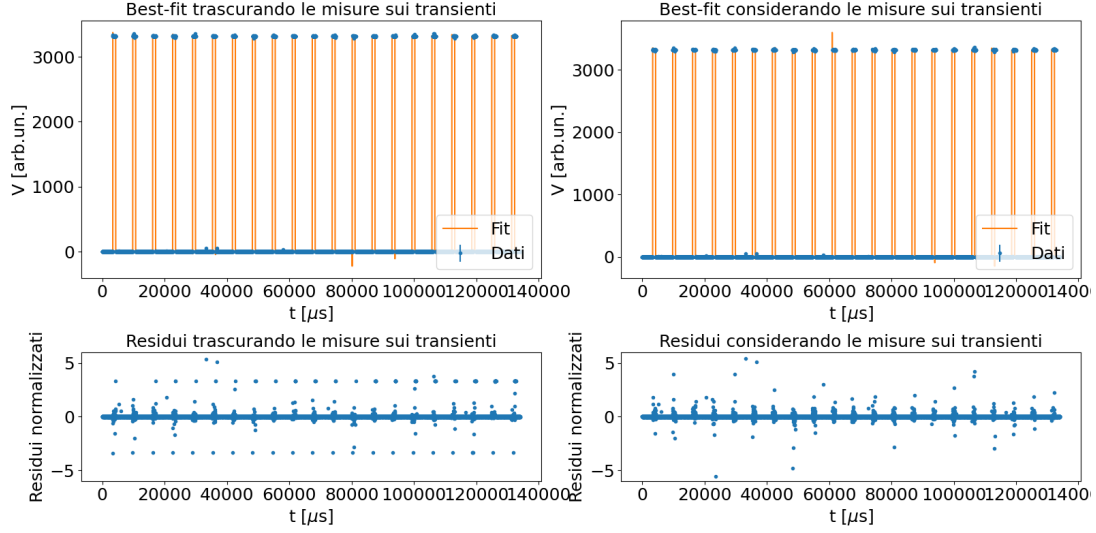 Best-fit trascurando le misure sui transienti
3000
2000
1000
0
V [arb.un.]
Fit
Dati
0 20000 40000 60000 80000 100000 120000 140000
t [μs]
Best-fit considerando le misure sui transienti
3000
2000
1000
0
V [arb.un.]
Fit
Dati
0 20000 40000 60000 80000 100000 120000 1400
t [μs]
Residui trascurando le misure sui transienti
5
0
−5
Residui normalizzati
0 20000 40000 60000 80000 100000 120000 140000
t [μs]
Residui considerando le misure sui transienti
5
0
−5
Residui normalizzati
0 20000 40000 60000 80000 100000 120000 1400
t [μs]